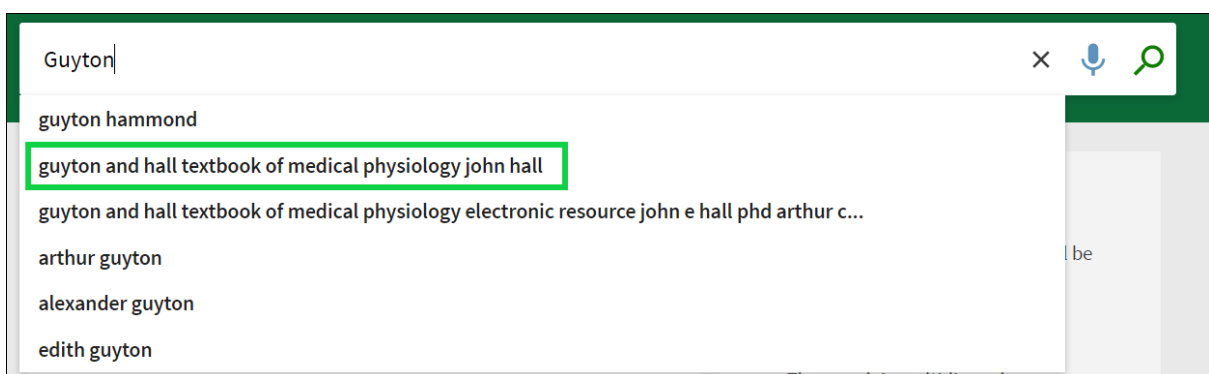 Guyton
guyton hammond
guyton and hall textbook of medical physiology john hall
guyton and hall textbook of medical physiology electronic resource john e hall phd arthur c...
arthur guyton
be
alexander guyton
edith guyton